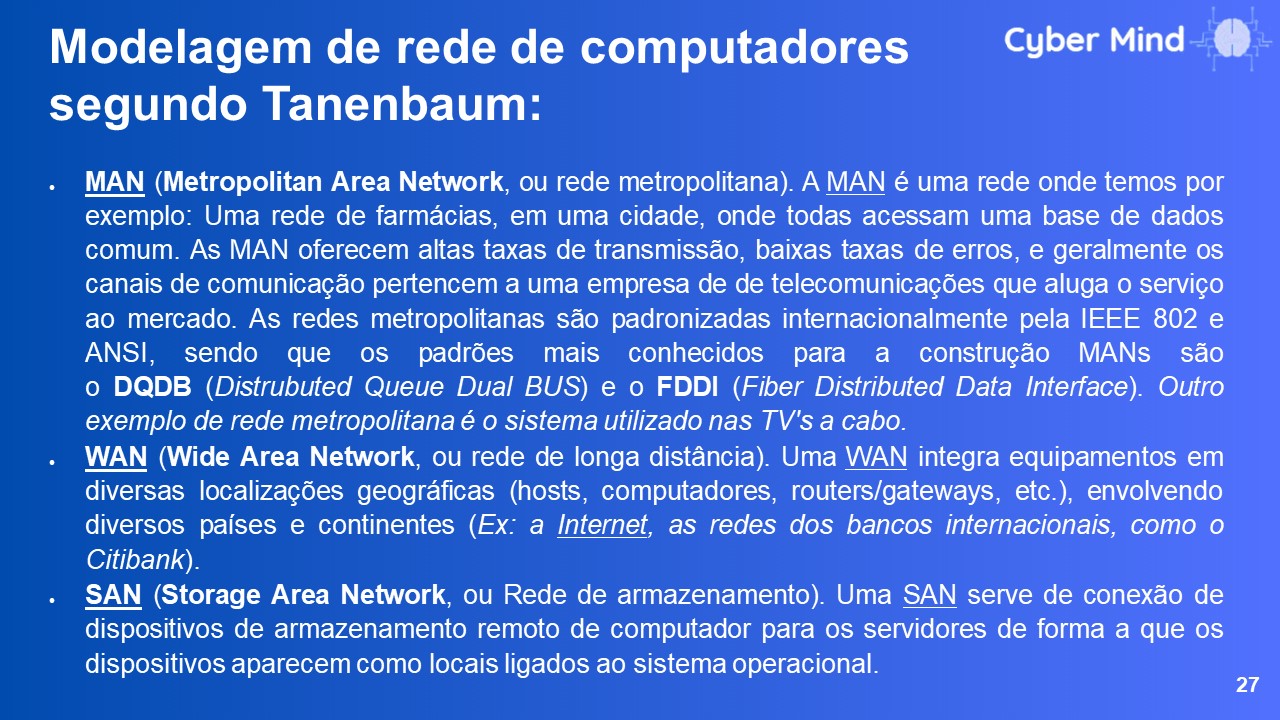 Modelagem de rede de computadores
segundo Tanenbaum:
Cyber Mind
• MAN (Metropolitan Area Network, ou rede metropolitana). A MAN é uma rede onde temos por
exemplo: Uma rede de farmácias, em uma cidade, onde todas acessam uma base de dados
comum. As MAN oferecem altas taxas de transmissão, baixas taxas de erros, e geralmente os
canais de comunicação pertencem a uma empresa de de telecomunicações que aluga o serviço
ao mercado. As redes metropolitanas são padronizadas internacionalmente pela IEEE 802 e
ANSI, sendo que os padrões mais conhecidos para a construção MANs são
o DQDB (Distrubuted Queue Dual BUS) e o FDDI (Fiber Distributed Data Interface). Outro
exemplo de rede metropolitana é o sistema utilizado nas TV's a cabo.
• WAN (Wide Area Network, ou rede de longa distância). Uma WAN integra equipamentos em
diversas localizações geográficas (hosts, computadores, routers/gateways, etc.), envolvendo
diversos países e continentes (Ex: a Internet, as redes dos bancos internacionais, como o
Citibank).
• SAN (Storage Area Network, ou Rede de armazenamento). Uma SAN serve de conexão de
dispositivos de armazenamento remoto de computador para os servidores de forma a que os
dispositivos aparecem como locais ligados ao sistema operacional.
27